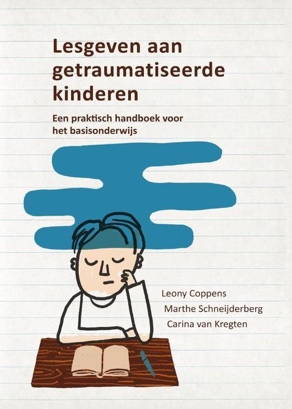 Lesgeven aan
getraumatiseerde
kinderen
Een praktisch handboek voor
het basisonderwijs
Leony Coppens
Marthe Schneijderberg
Carina van Kregten